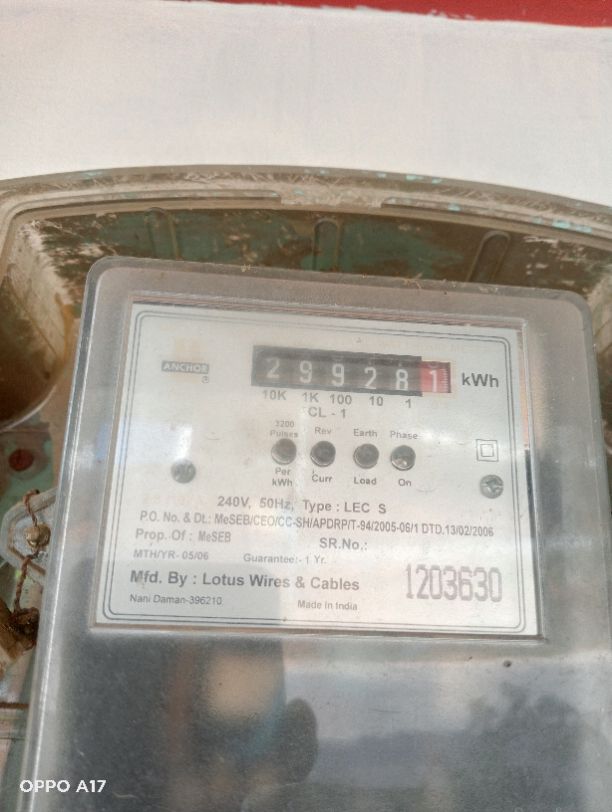 ANCHOR
®
299281 kWh
10K 1K 100 10 1
CL - 1
3200 Pulses Per kWh
Rev Curr
Earth Load
Phase On
240V, 50Hz, Type : LEC S
P.O. No. & Dt.: MeSEB/CEO/CC-SH/APDRP/T-94/2005-06/1 DTD.13/02/2006
Prop. Of : MeSEB SR.No.:
MTH/YR- 05/06 Guarantee:- 1 Yr.
Mfd. By : Lotus Wires & Cables 1203630
Nani Daman-396210 Made in India
OPPO A17